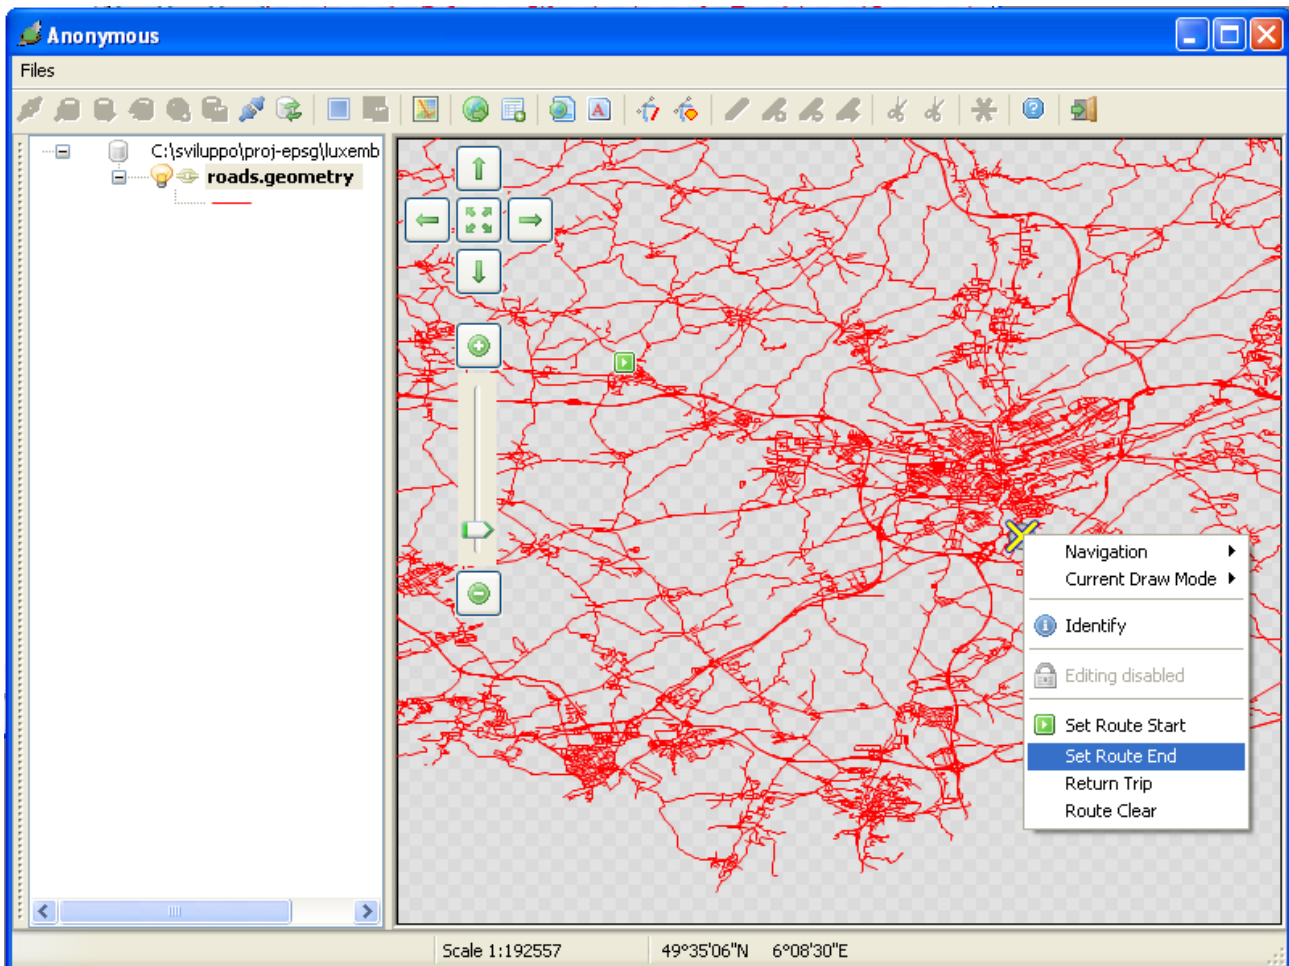 Anonymous
Files
C:\sviluppo\proj-epsg\luxemb
roads.geometry
Navigation
Current Draw Mode
Identify
Editing disabled
Set Route Start
Set Route End
Return Trip
Route Clear
Scale 1:192557 49°35'06"N 6°08'30"E